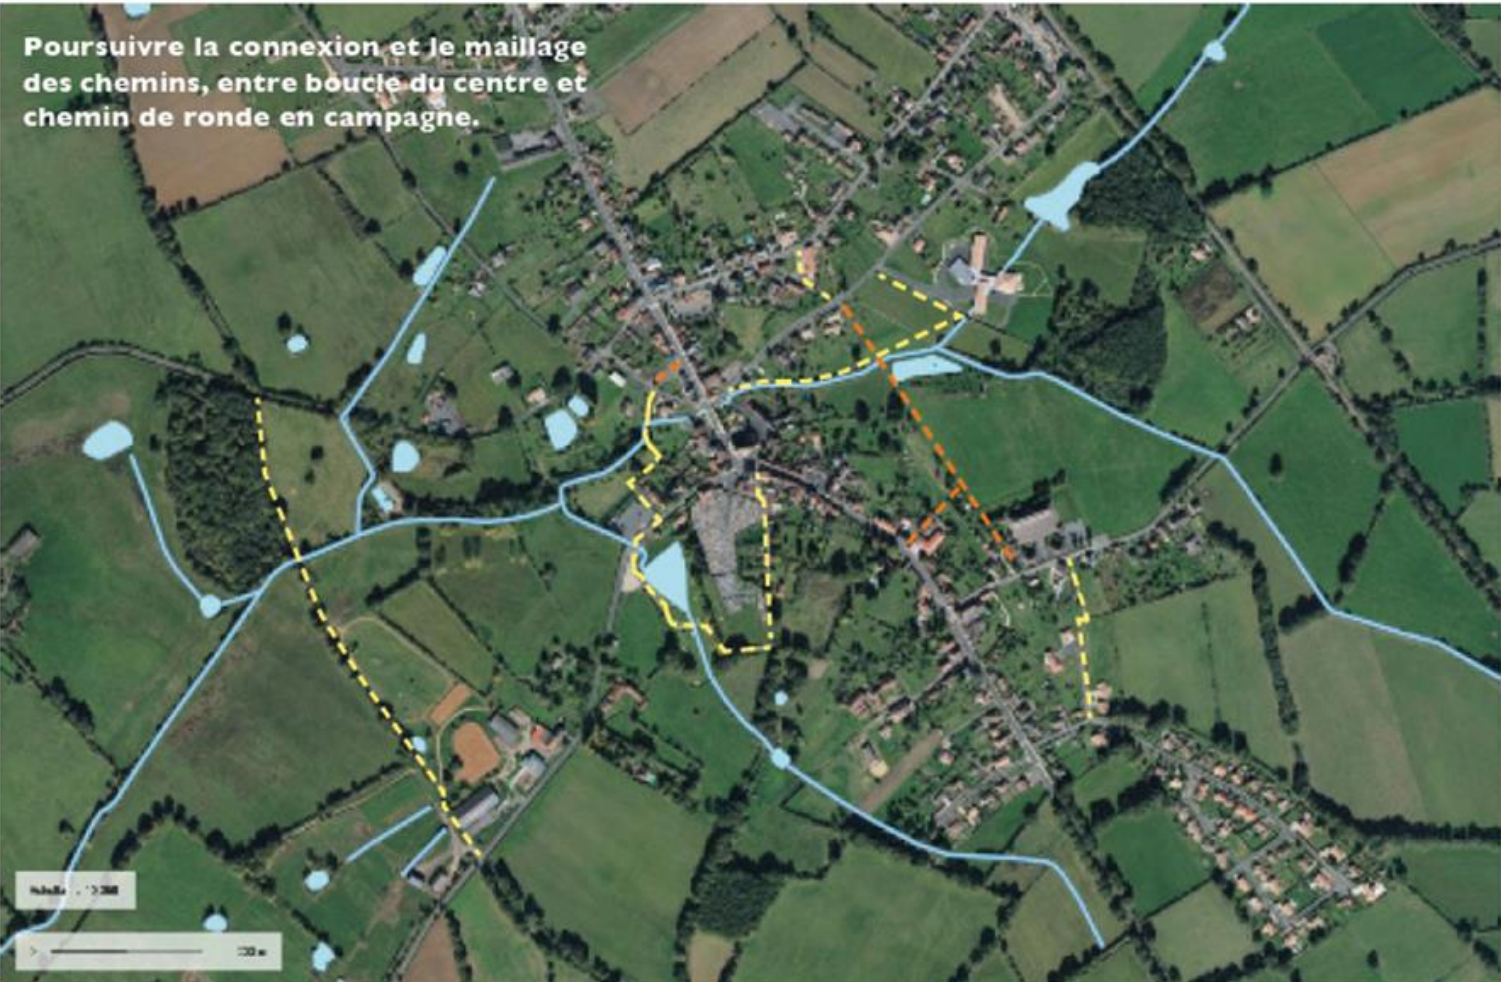 Poursuivre la connexion et le maillage
des chemins, entre boucle du centre et
chemin de ronde en campagne.